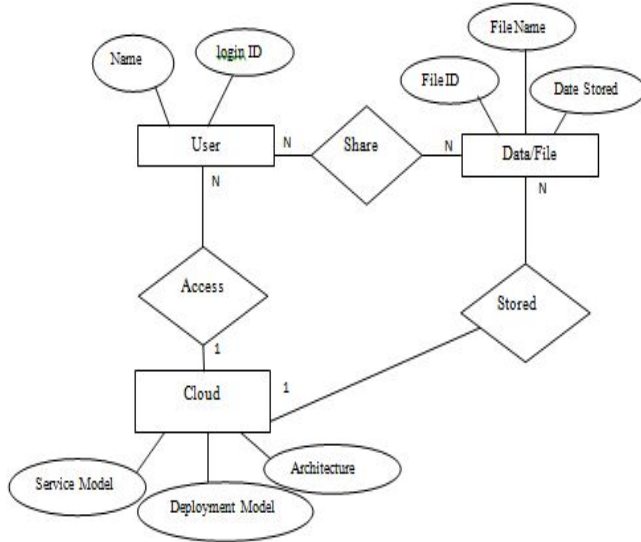 FileName
Name
login ID
FileID
Date Stored
User
N
Share
N
Data/File
N
N
Access
Stored
1
Cloud
1
Service Model
Deployment Model
Architecture